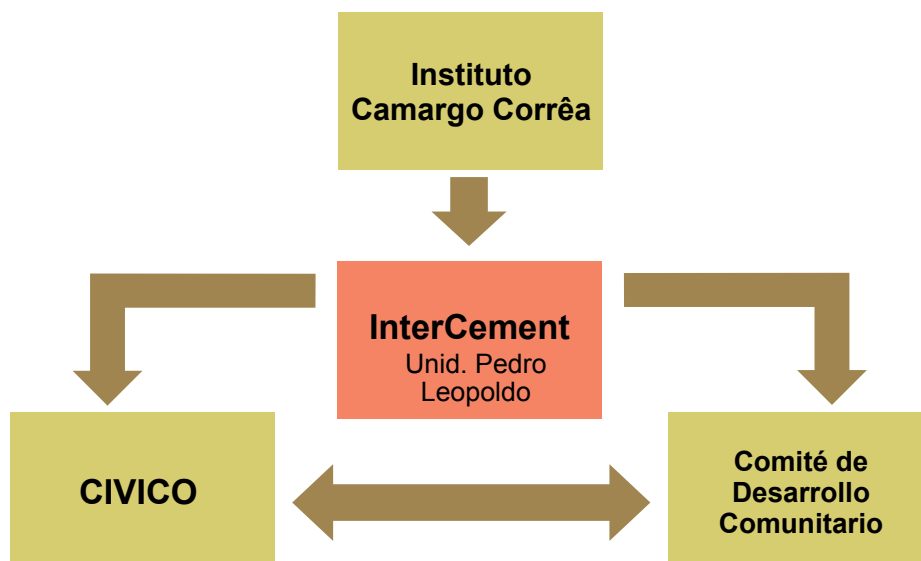 Instituto
Camargo Corrêa
InterCement
Unid. Pedro
Leopoldo
CIVICO
Comité de
Desarrollo
Comunitario